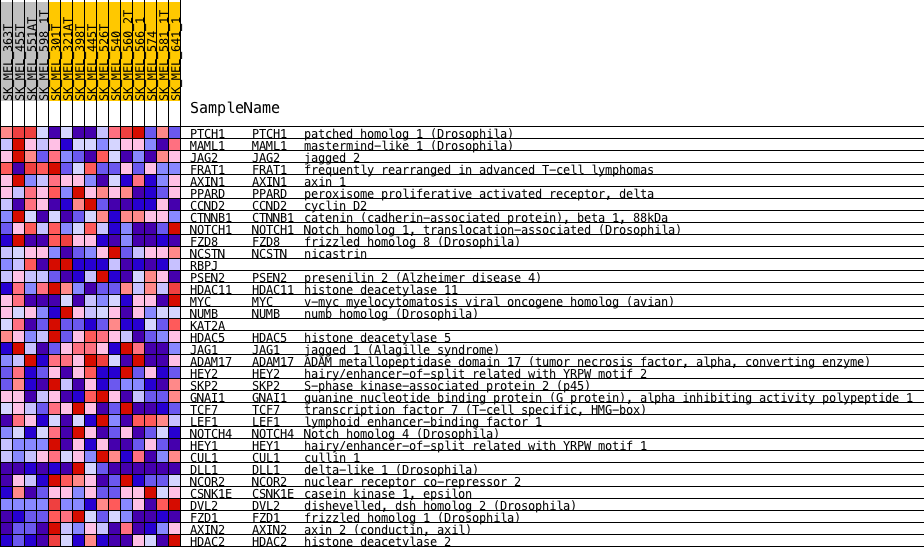 SK_MEL_363T
SK_MEL_455T
SK_MEL_551AT
SK_MEL_598_1T
SK_MEL_301T
SK_MEL_321AT
SK_MEL_398T
SK_MEL_445T
SK_MEL_526T
SK_MEL_540
SK_MEL_560_2T
SK_MEL_566_1
SK_MEL_574
SK_MEL_581_1T
SK_MEL_641_1
SampleName
PTCH1 PTCH1 patched homolog 1 (Drosophila)
MAML1 MAML1 mastermind-like 1 (Drosophila)
JAG2 JAG2 jagged 2
FRAT1 FRAT1 frequently rearranged in advanced T-cell lymphomas
AXIN1 AXIN1 axin 1
PPARD PPARD peroxisome proliferative activated receptor, delta
CCND2 CCND2 cyclin D2
CTNNB1 CTNNB1 catenin (cadherin-associated protein), beta 1, 88kDa
NOTCH1 NOTCH1 Notch homolog 1, translocation-associated (Drosophila)
FZD8 FZD8 frizzled homolog 8 (Drosophila)
NCSTN NCSTN nicastrin
RBPJ
PSEN2 PSEN2 presenilin 2 (Alzheimer disease 4)
HDAC11 HDAC11 histone deacetylase 11
MYC MYC v-myc myelocytomatosis viral oncogene homolog (avian)
NUMB NUMB numb homolog (Drosophila)
KAT2A
HDAC5 HDAC5 histone deacetylase 5
JAG1 JAG1 jagged 1 (Alagille syndrome)
ADAM17 ADAM17 ADAM metallopeptidase domain 17 (tumor necrosis factor, alpha, converting enzyme)
HEY2 HEY2 hairy/enhancer-of-split related with YRPW motif 2
SKP2 SKP2 S-phase kinase-associated protein 2 (p45)
GNAI1 GNAI1 guanine nucleotide binding protein (G protein), alpha inhibiting activity polypeptide 1
TCF7 TCF7 transcription factor 7 (T-cell specific, HMG-box)
LEF1 LEF1 lymphoid enhancer-binding factor 1
NOTCH4 NOTCH4 Notch homolog 4 (Drosophila)
HEY1 HEY1 hairy/enhancer-of-split related with YRPW motif 1
CUL1 CUL1 cullin 1
DLL1 DLL1 delta-like 1 (Drosophila)
NCOR2 NCOR2 nuclear receptor co-repressor 2
CSNK1E CSNK1E casein kinase 1, epsilon
DVL2 DVL2 dishevelled, dsh homolog 2 (Drosophila)
FZD1 FZD1 frizzled homolog 1 (Drosophila)
AXIN2 AXIN2 axin 2 (conductin, axil)
HDAC2 HDAC2 histone deacetylase 2